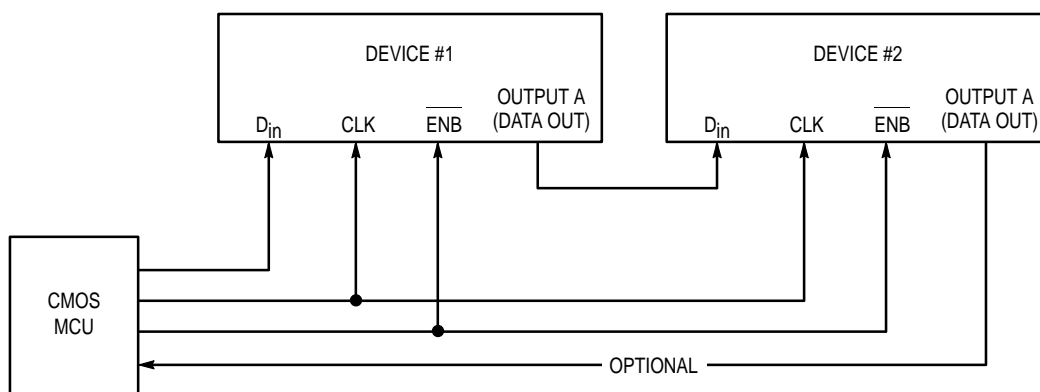 DEVICE #1
OUTPUT A
(DATA OUT)
Din
CLK
ENB
DEVICE #2
OUTPUT A
(DATA OUT)
Din
CLK
ENB
CMOS
MCU
OPTIONAL